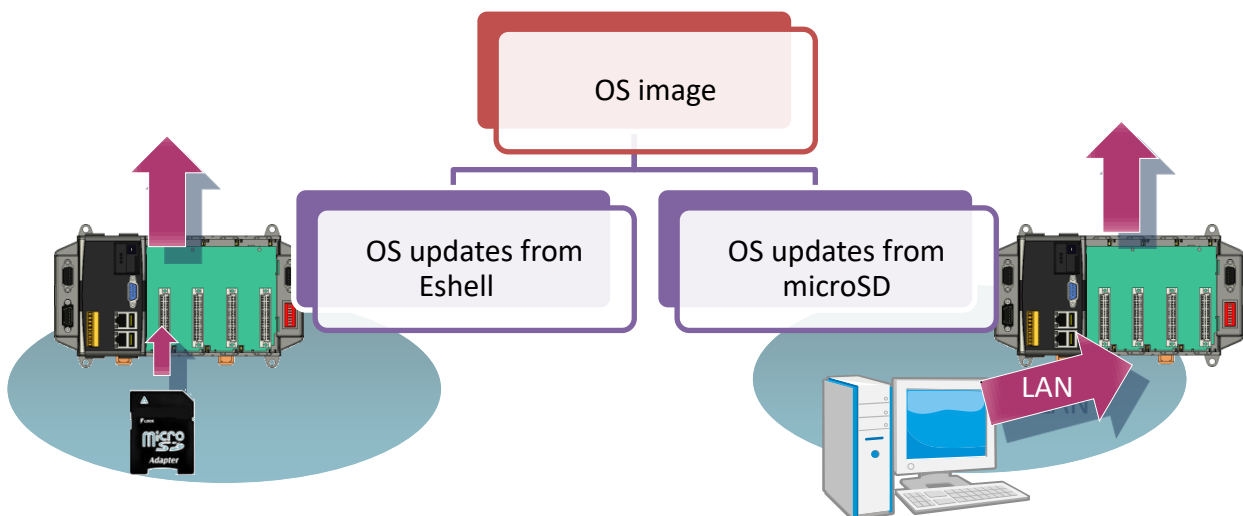 OS image
OS updates from
Eshell
OS updates from
microSD
LAN
Micro
SD
Adapter